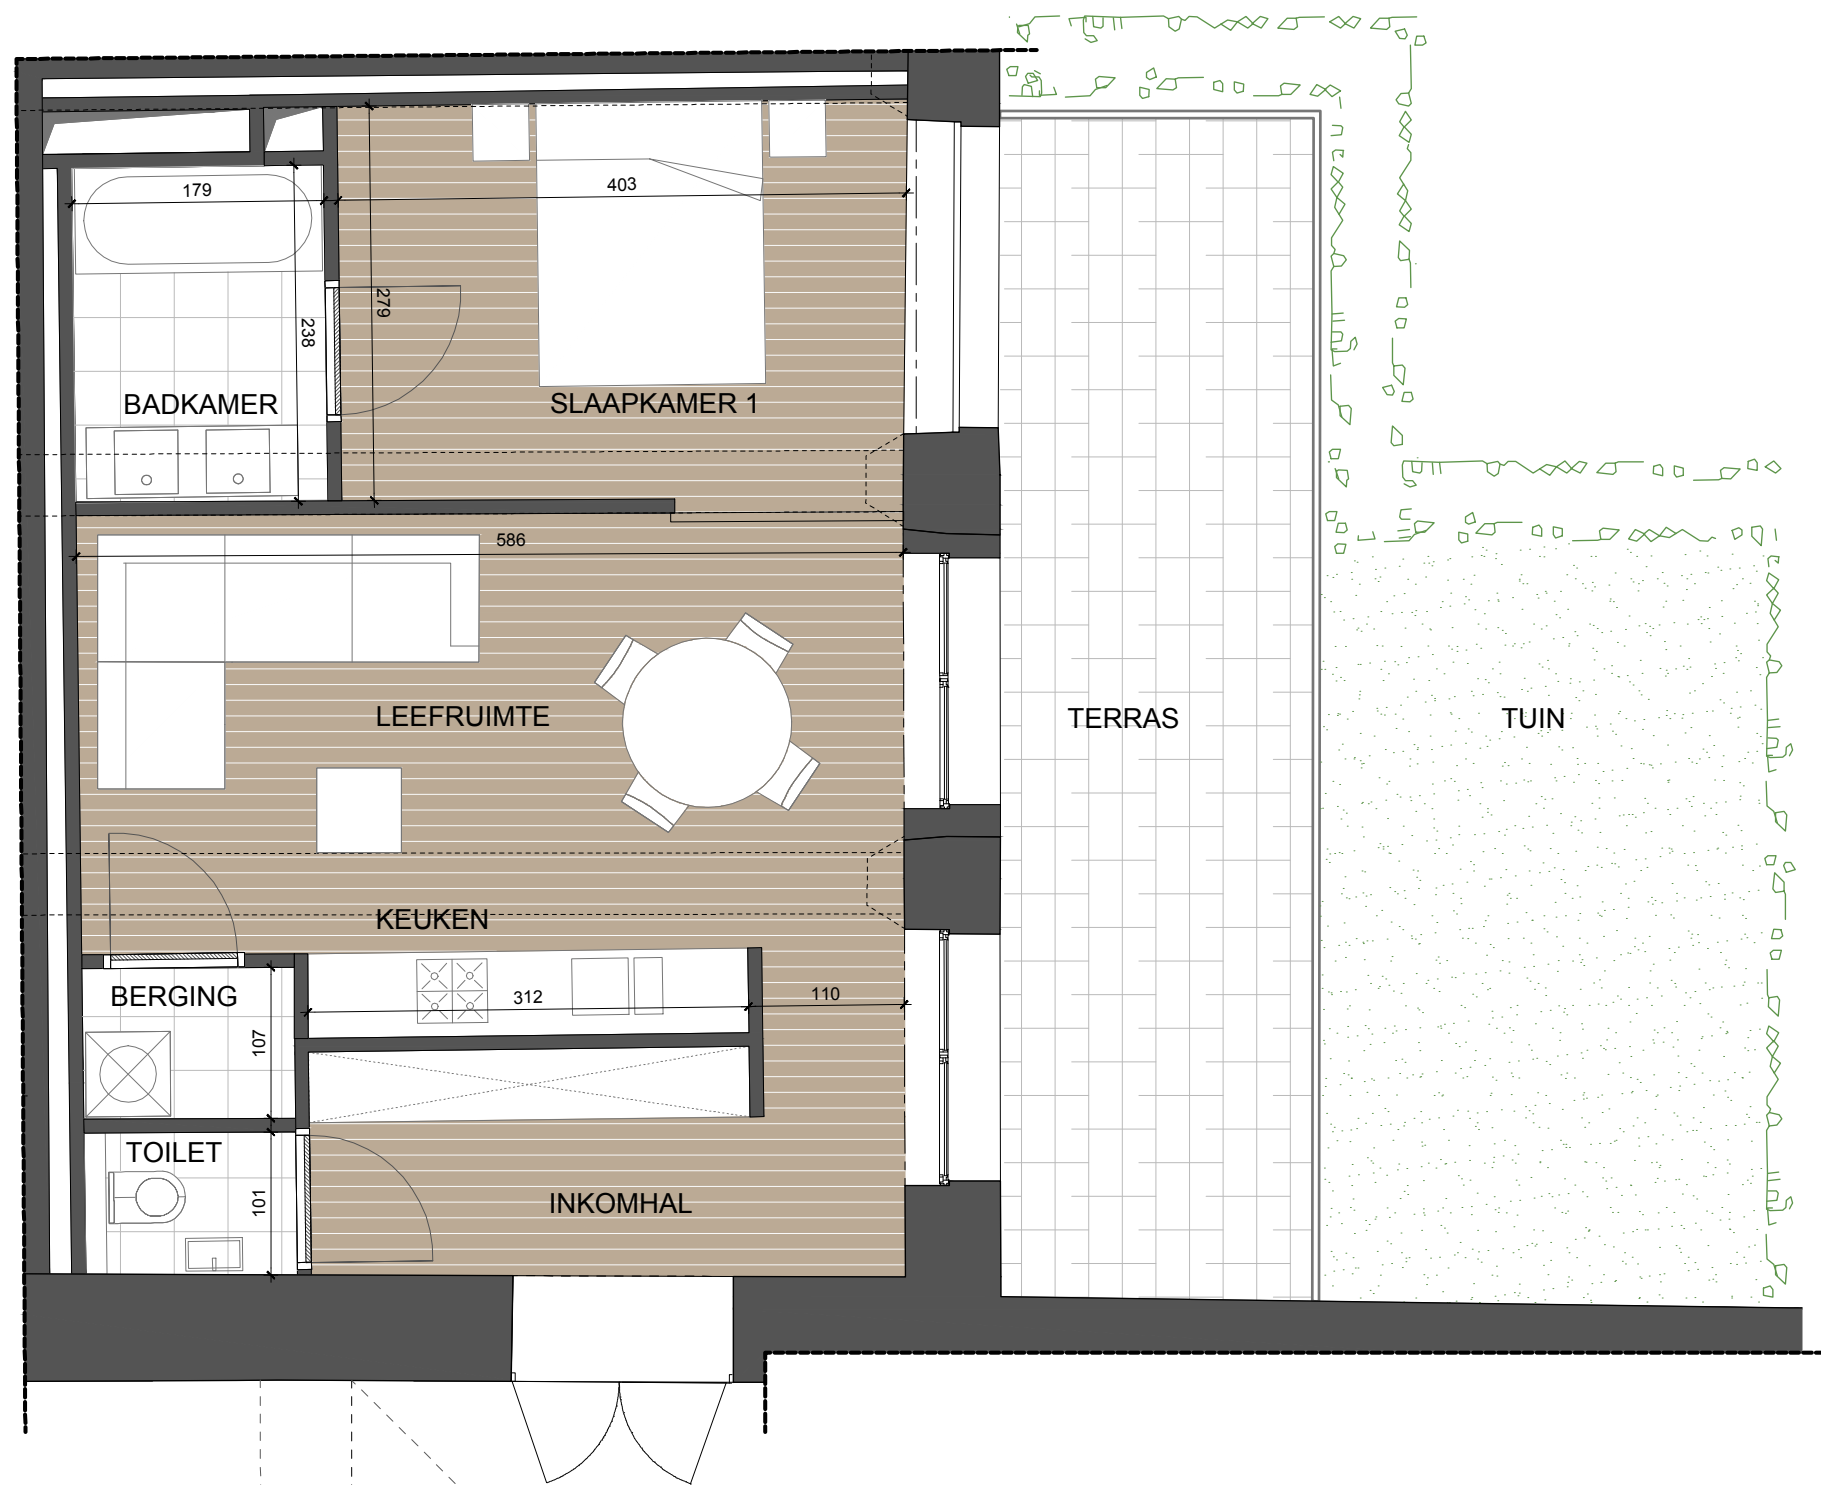 179
403
279
238
BADKAMER
SLAAPKAMER 1
586
LEEFRUIMTE
TERRAS
TUIN
KEUKEN
BERGING
312
110
107
TOILET
101
INKOMHAL